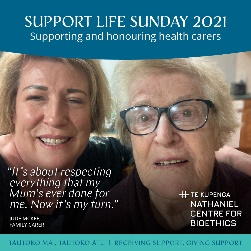 SUPPORT LIFE SUNDAY 2021
Supporting and honouring health carers
“It’s about respecting
everything that my
Mum’s ever done for
me. Now it’s my turn.”
FAMILY CARER
TE KUPENGA
NATHANIEL
CENTRE FOR
BIOETHICS
TAUTOKO MAI, TAUTOKO ATU | RECEIVING SUPPORT, GIVING SUPPORT